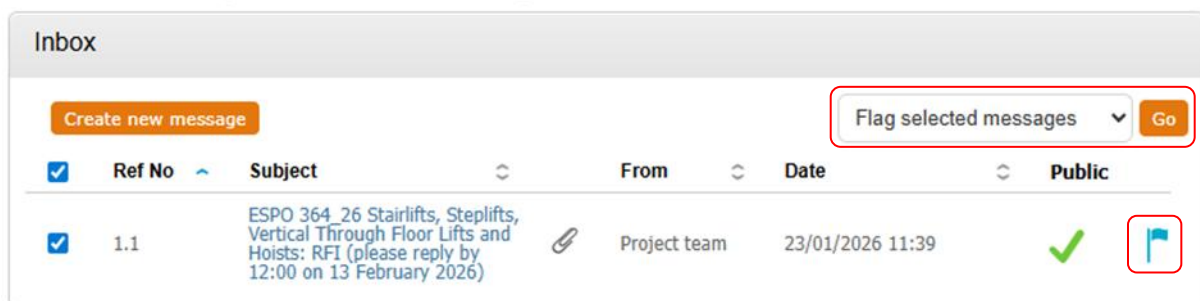 Inbox
Create new message
Flag selected messages Go
Ref No Subject From Date Public
1.1 ESPO 364_26 Stairlifts, Steplifts,
Vertical Through Floor Lifts and
Hoists: RFI (please reply by
12:00 on 13 February 2026) Project team 23/01/2026 11:39